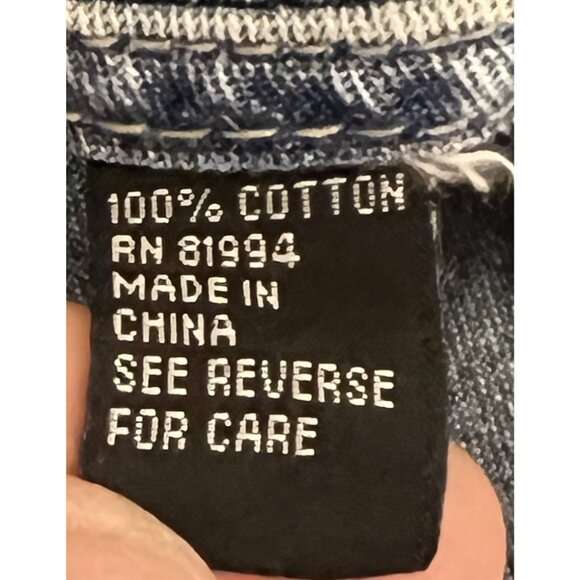 100% COTTON
RN 81994
MADE IN
CHINA
SEE REVERSE
FOR CARE